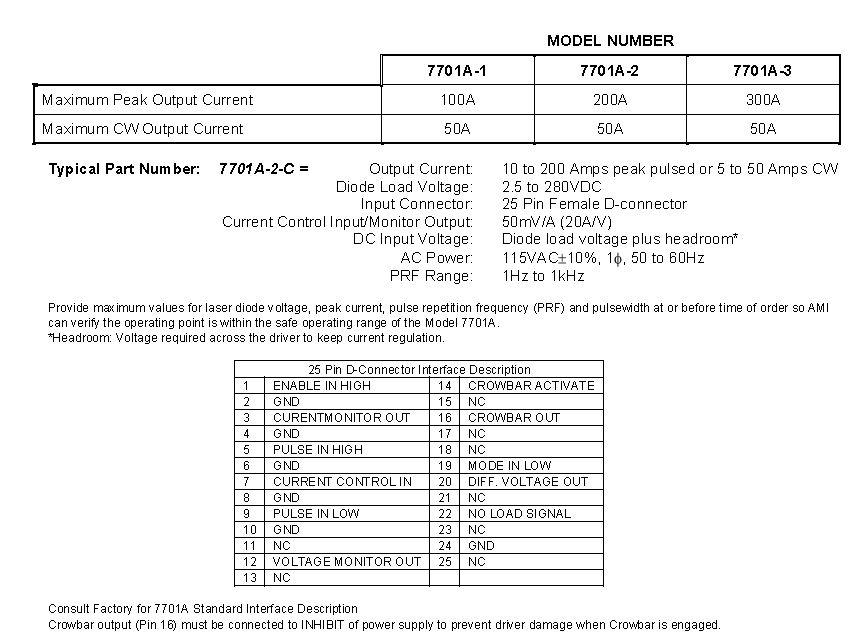 MODEL NUMBER
7701A-1 7701A-2 7701A-3
Maximum Peak Output Current 100A 200A 300A
Maximum CW Output Current 50A 50A 50A
Typical Part Number: 7701A-2-C = Output Current: 10 to 200 Amps peak pulsed or 5 to 50 Amps CW
Diode Load Voltage: 2.5 to 280VDC
Input Connector: 25 Pin Female D-connector
Current Control Input/Monitor Output: 50mV/A (20A/V)
DC Input Voltage: Diode load voltage plus headroom*
AC Power: 115VAC±10%, 1ϕ, 50 to 60Hz
PRF Range: 1Hz to 1kHz
Provide maximum values for laser diode voltage, peak current, pulse repetition frequency (PRF) and pulsewidth at or before time of order so AMI
can verify the operating point is within the safe operating range of the Model 7701A.
*Headroom: Voltage required across the driver to keep current regulation.
25 Pin D-Connector Interface Description
1 ENABLE IN HIGH 14 CROWBAR ACTIVATE
2 GND 15 NC
3 CURENTMONITOR OUT 16 CROWBAR OUT
4 GND 17 NC
5 PULSE IN HIGH 18 NC
6 GND 19 MODE IN LOW
7 CURRENT CONTROL IN 20 DIFF. VOLTAGE OUT
8 GND 21 NC
9 PULSE IN LOW 22 NO LOAD SIGNAL
10 GND 23 NC
11 NC 24 GND
12 VOLTAGE MONITOR OUT 25 NC
13 NC
Consult Factory for 7701A Standard Interface Description
Crowbar output (Pin 16) must be connected to INHIBIT of power supply to prevent driver damage when Crowbar is engaged.